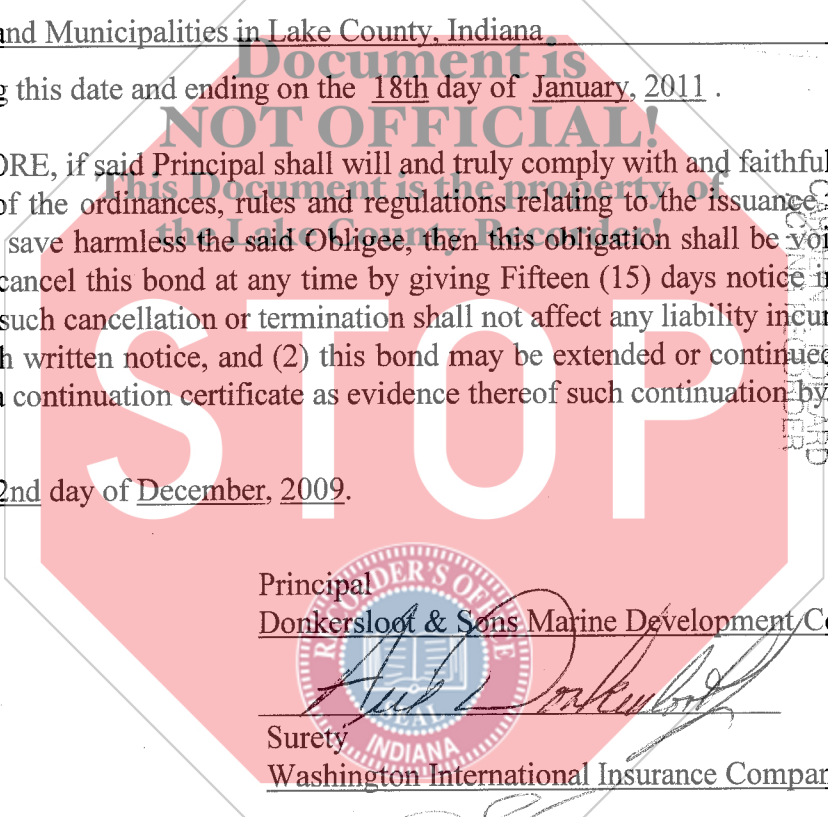 and Municipalities in Lake County, Indiana
Document is
g this date and ending on the 18th day of January, 2011 .
NOT OFFICIAL!
ORE, if said Principal shall will and truly comply with and faithful
This Document is the property of
of the ordinances, rules and regulations relating to the issuance
the Lake County Recorder!
save harmless the said Obligee, then this obligation shall be voi
cancel this bond at any time by giving Fifteen (15) days notice i
such cancellation or termination shall not affect any liability incur
h written notice, and (2) this bond may be extended or continued
continuation certificate as evidence thereof such continuation by
STOP
2nd day of December, 2009.
Principal
Donkersloot & Sons Marine Development Co
RECORDER'S OFFICE
SEAL
INDIANA
Surety
Washington International Insurance Compan